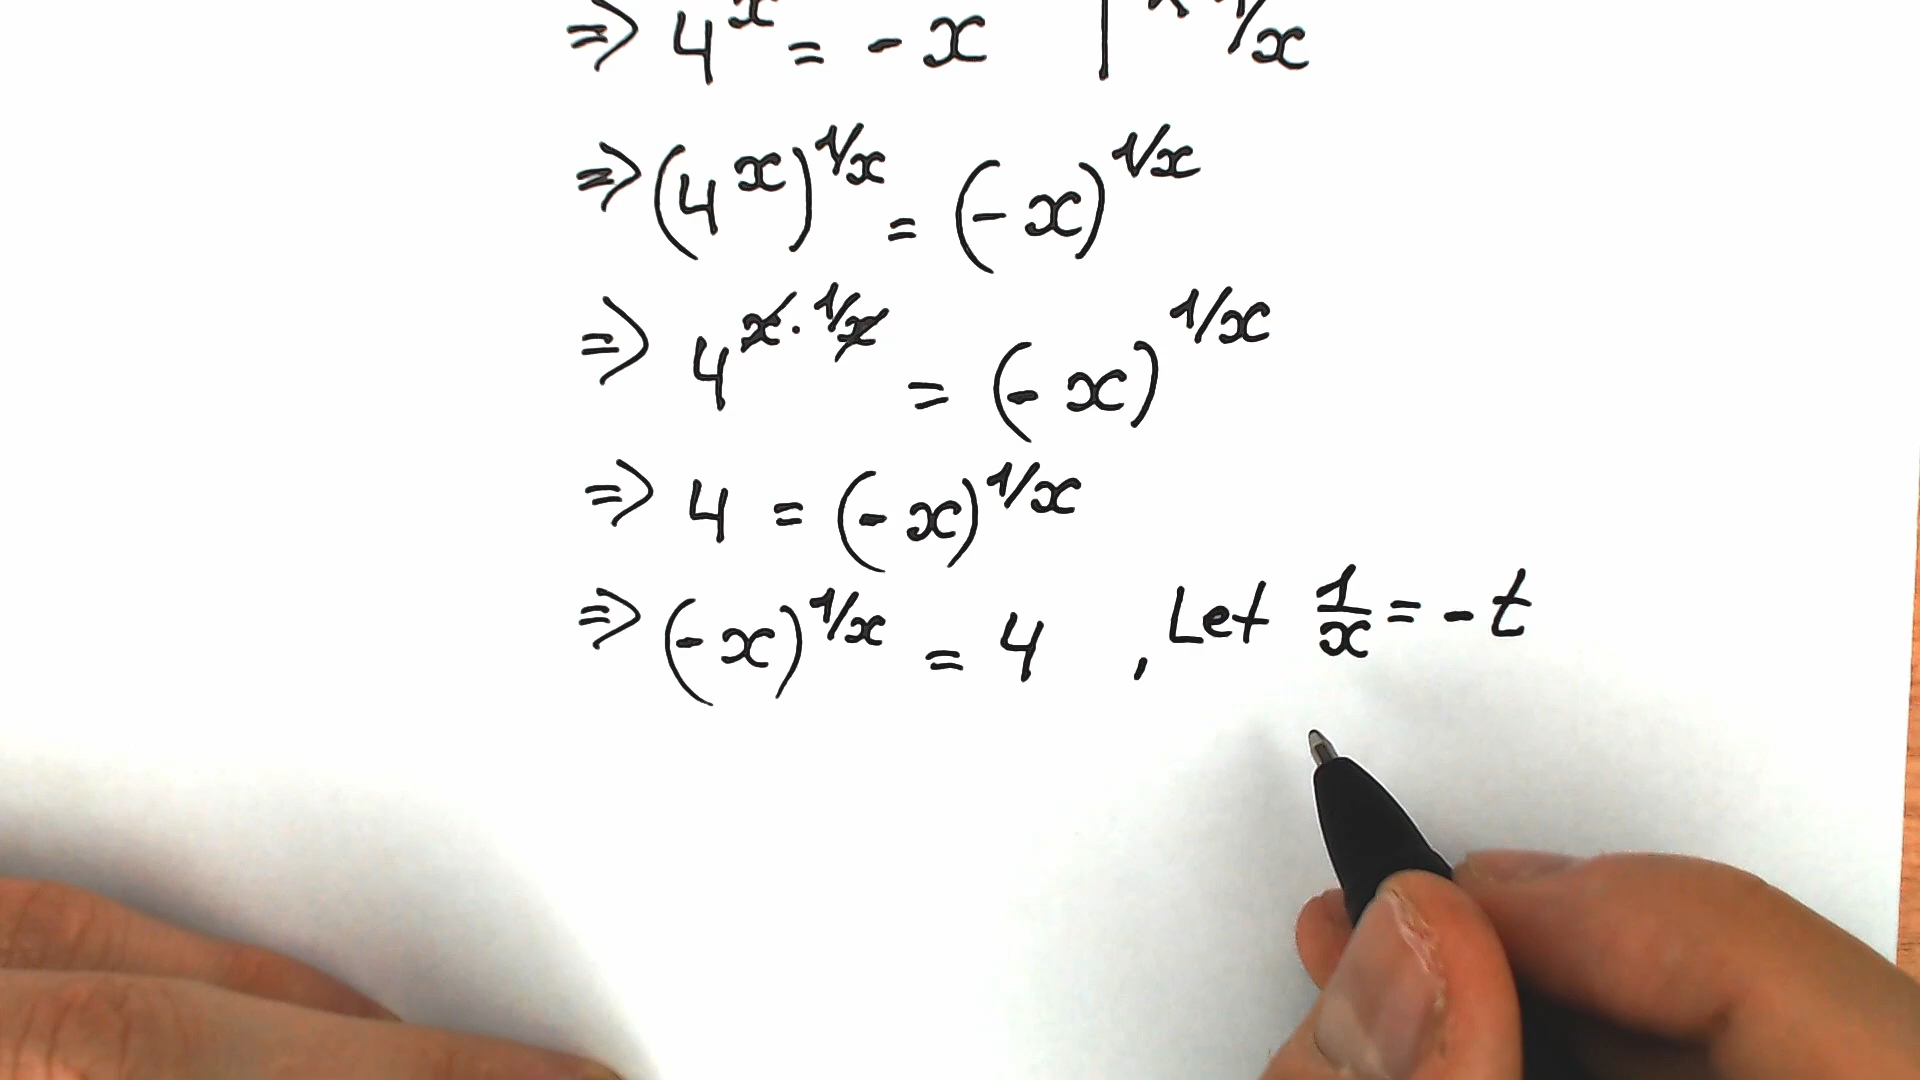 ⇒ 4^x = - x | ^ 1/x
⇒ (4^x)^1/x = (- x)^1/x
⇒ 4^x · 1/x = (- x)^1/x
⇒ 4 = (- x)^1/x
⇒ (- x)^1/x = 4 , Let 1/x = - t